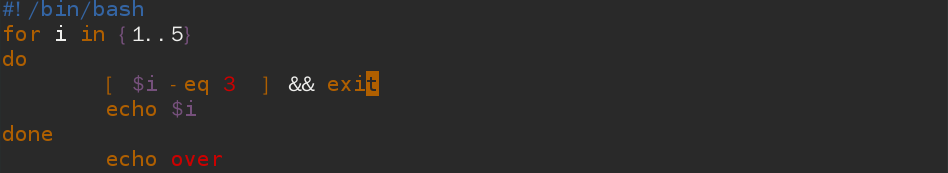 #!/bin/bash
for i in {1..5}
do
        [ $i -eq 3  ] && exit
        echo $i
done
        echo over